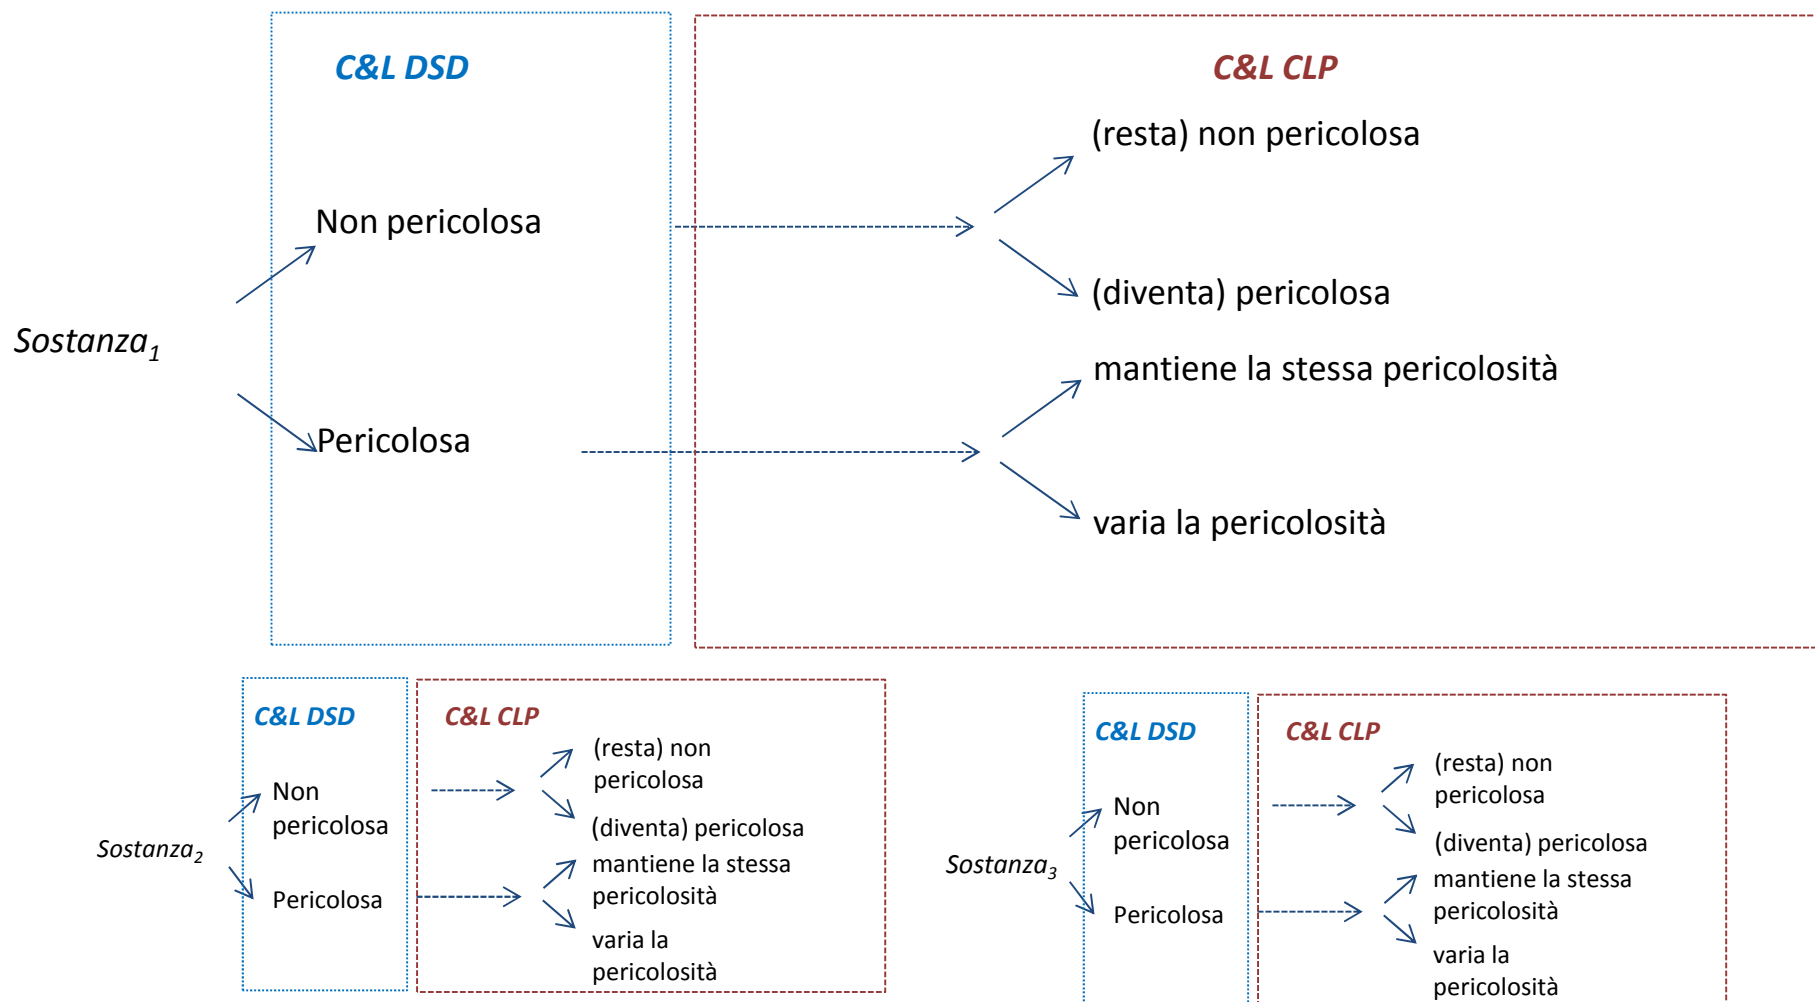 C&L DSD
C&L CLP
(resta) non pericolosa
Non pericolosa
(diventa) pericolosa
Sostanza1
mantiene la stessa pericolosità
Pericolosa
varia la pericolosità
C&L DSD
C&L CLP
(resta) non
pericolosa
Non
pericolosa
(diventa) pericolosa
Sostanza2
mantiene la stessa
pericolosità
Pericolosa
varia la
pericolosità
C&L DSD
C&L CLP
(resta) non
pericolosa
Non
pericolosa
(diventa) pericolosa
Sostanza3
mantiene la stessa
pericolosità
Pericolosa
varia la
pericolosità